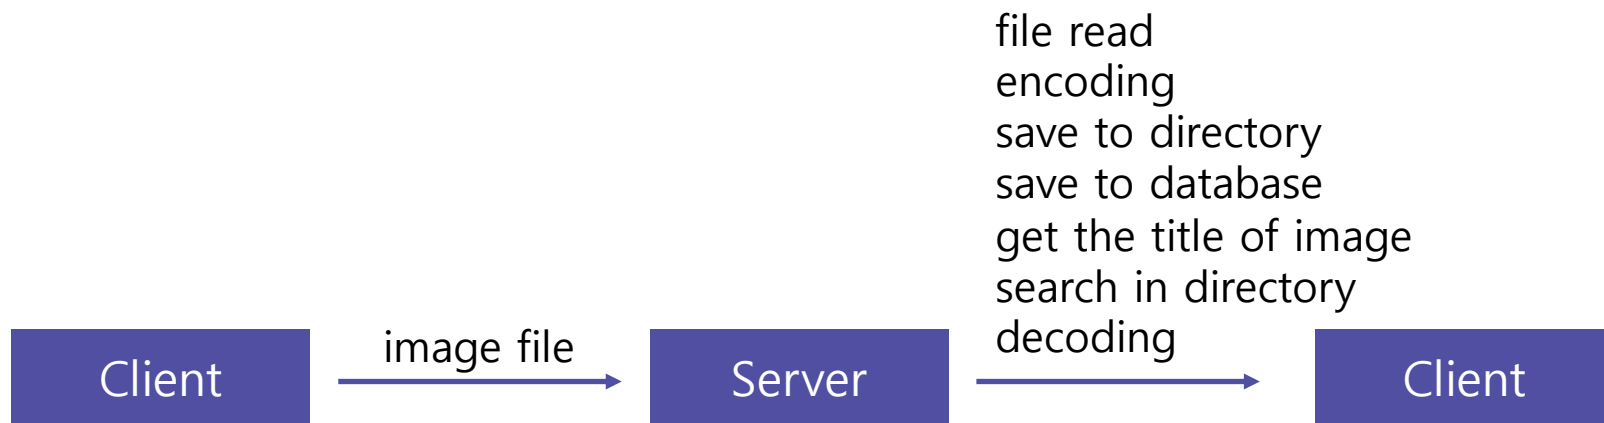 file read
encoding
save to directory
save to database
get the title of image
search in directory
decoding
Client
image file
Server
Client